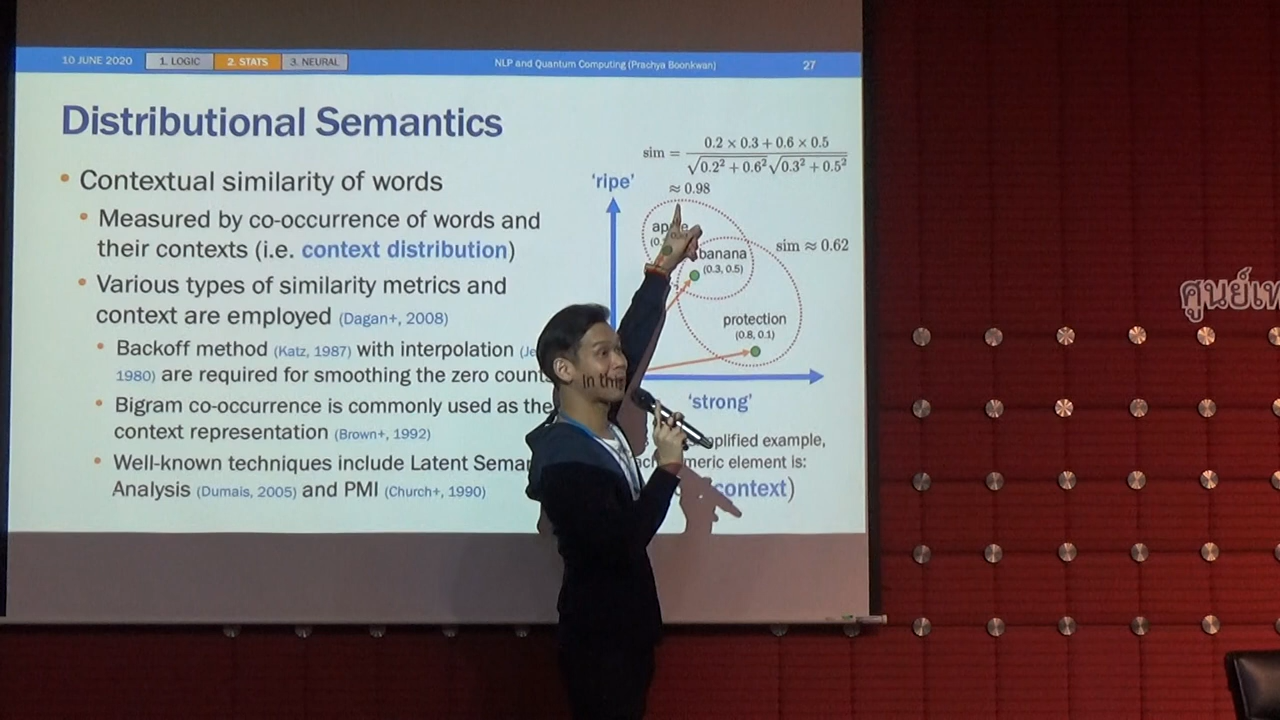 10 JUNE 2020 1. LOGIC 2. STATS 3. NEURAL NLP and Quantum Computing (Prachya Boonkwan) 27
Distributional Semantics
• Contextual similarity of words
• Measured by co-occurrence of words and
their contexts (i.e. context distribution)
• Various types of similarity metrics and
context are employed (Dagan+, 2008)
• Backoff method (Katz, 1987) with interpolation
1980) are required for smoothing the zero counts
• Bigram co-occurrence is commonly used as the
context representation (Brown+, 1992)
• Well-known techniques include Latent
Analysis (Dumais, 2005) and PMI (Church+, 1990)
sim = (0.2 × 0.3 + 0.6 × 0.5) / (√(0.2² + 0.6²) √(0.3² + 0.5²))
≈ 0.98
'ripe'
sim ≈ 0.62
banana
(0.3, 0.5)
protection
(0.8, 0.1)
'strong'
In this
example,
element is:
context)